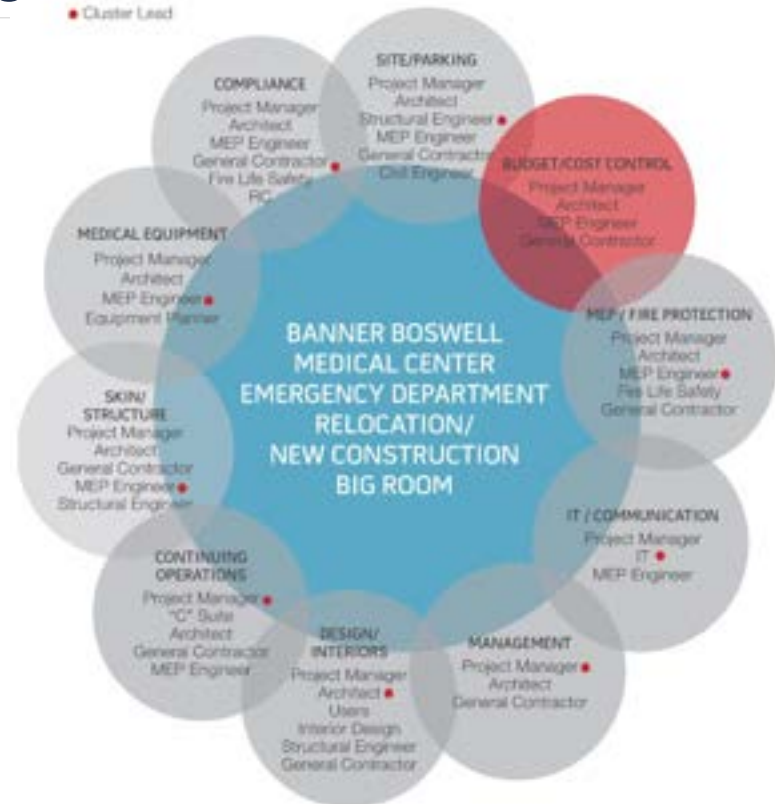 Cluster Lead
SITE/PARKING
Project Manager
Architect
Structural Engineer
MEP Engineer
General Contractor
Civil Engineer
BUDGET/COST CONTROL
Project Manager
Architect
MEP Engineer
General Contractor
MEP / FIRE PROTECTION
Project Manager
Architect
MEP Engineer
Fire Life Safety
General Contractor
IT / COMMUNICATION
Project Manager
IT
MEP Engineer
MANAGEMENT
Project Manager
Architect
General Contractor
DESIGN/
INTERIORS
Project Manager
Architect
Users
Interior Design
Structural Engineer
General Contractor
CONTINUING
OPERATIONS
Project Manager
"C" Suite
Architect
General Contractor
MEP Engineer
SKIN/
STRUCTURE
Project Manager
Architect
General Contractor
MEP Engineer
Structural Engineer
MEDICAL EQUIPMENT
Project Manager
Architect
MEP Engineer
Equipment Planner
COMPLIANCE
Project Manager
Architect
MEP Engineer
General Contractor
Fire Life Safety
BANNER BOSWELL
MEDICAL CENTER
EMERGENCY DEPARTMENT
RELOCATION/
NEW CONSTRUCTION
BIG ROOM